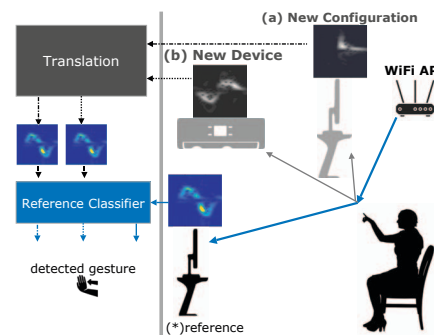 (a) New Configuration
(b) New Device
Translation
WiFi AP
Reference Classifier
detected gesture
(*)reference